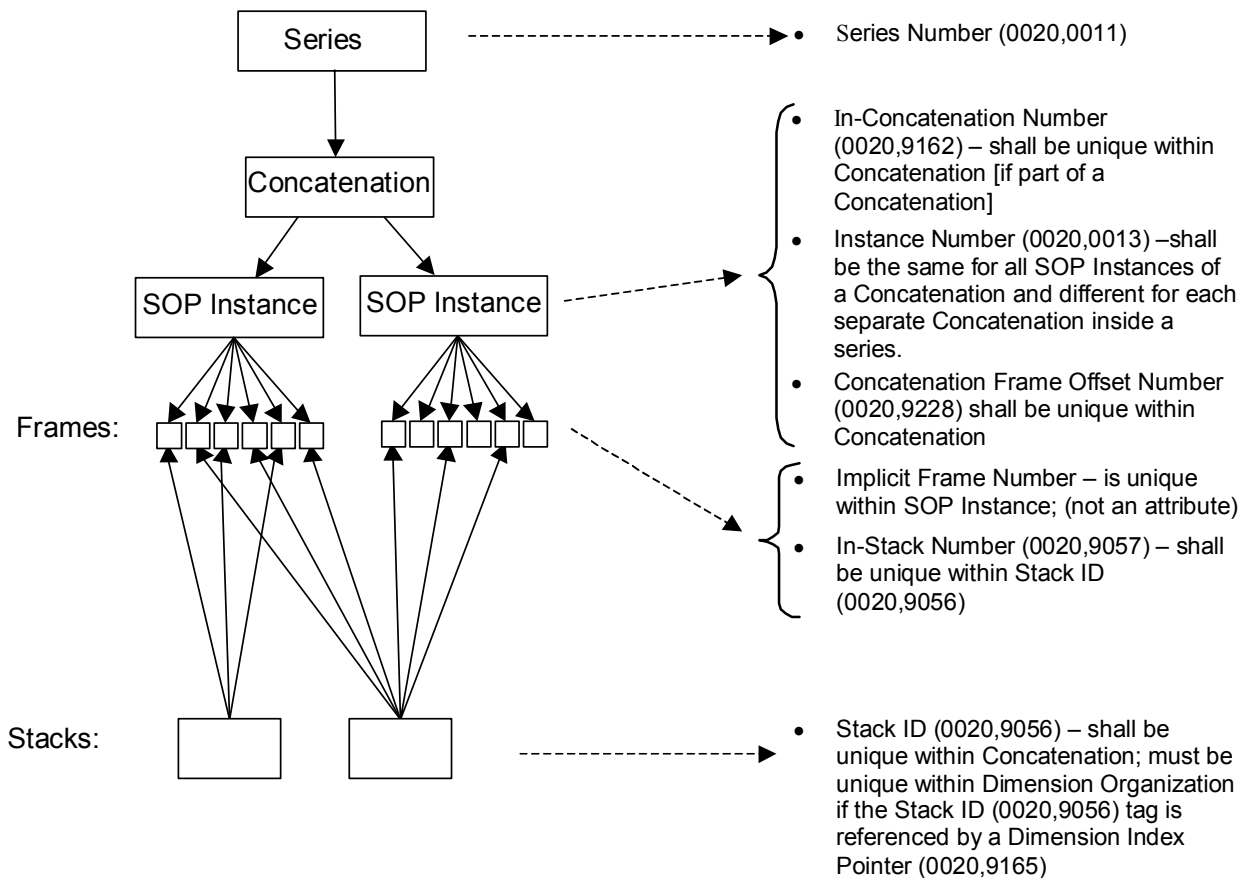 Series
• Series Number (0020,0011)
• In-Concatenation Number
(0020,9162) – shall be unique within
Concatenation [if part of a
Concatenation]
Concatenation
• Instance Number (0020,0013) –shall
be the same for all SOP Instances of
a Concatenation and different for each
separate Concatenation inside a
series.
SOP Instance
SOP Instance
• Concatenation Frame Offset Number
(0020,9228) shall be unique within
Concatenation
Frames:
• Implicit Frame Number – is unique
within SOP Instance; (not an attribute)
• In-Stack Number (0020,9057) – shall
be unique within Stack ID
(0020,9056)
Stacks:
• Stack ID (0020,9056) – shall be
unique within Concatenation; must be
unique within Dimension Organization
if the Stack ID (0020,9056) tag is
referenced by a Dimension Index
Pointer (0020,9165)